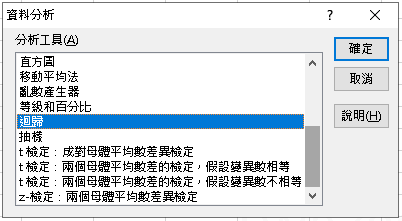 資料分析
分析工具(A)
直方圖
移動平均法
亂數產生器
等級和百分比
迴歸
抽樣
t 檢定：成對母體平均數差異檢定
t 檢定：兩個母體平均數差的檢定，假設變異數相等
t 檢定：兩個母體平均數差的檢定，假設變異數不相等
z-檢定：兩個母體平均數差異檢定
確定
取消
說明(H)